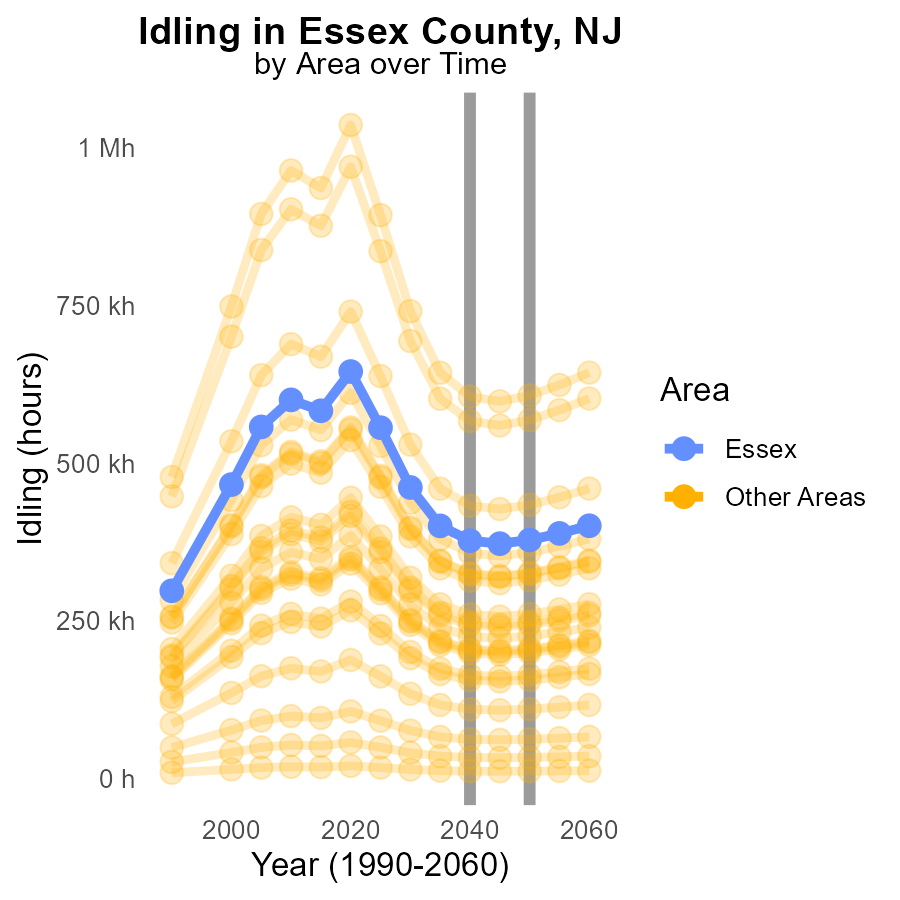 Idling in Essex County, NJ
by Area over Time
1 Mh
750 kh
500 kh
250 kh
0 h
Idling (hours)
2000 2020 2040 2060
Year (1990-2060)
Area
Essex
Other Areas